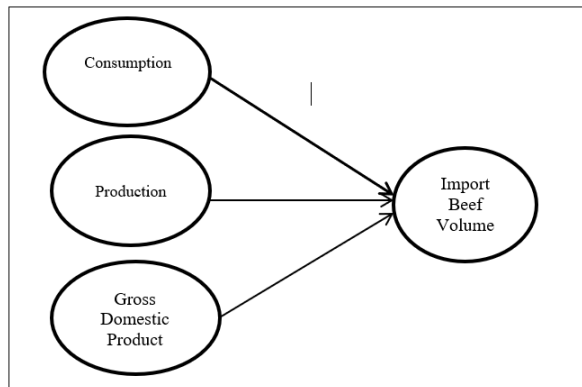 Consumption
Production
Gross
Domestic
Product
Import
Beef
Volume